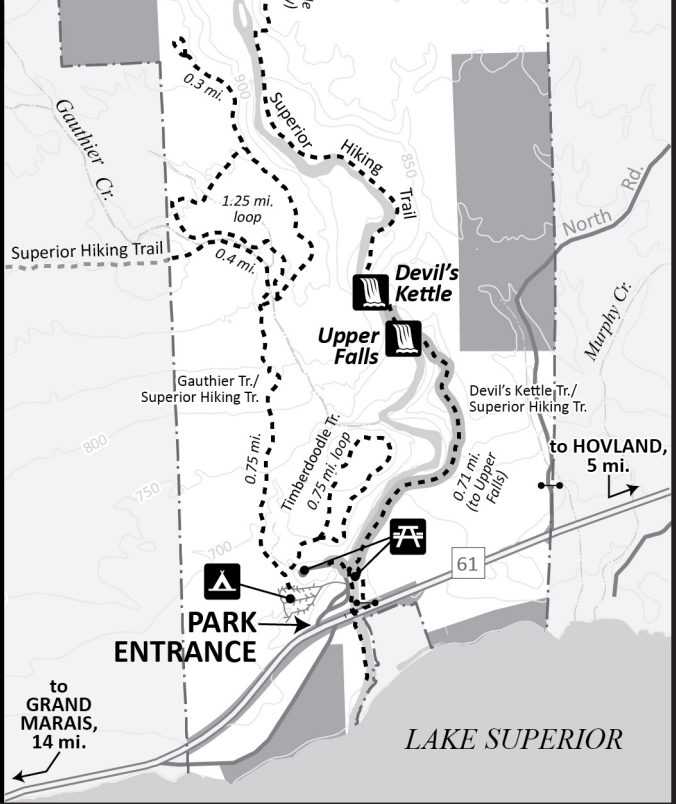 0.3 mi.
900
Gauthier Cr.
Superior Hiking Trail
850
1.25 mi.
loop
North Rd.
Superior Hiking Trail
0.4 mi.
Devil's
Kettle
Murphy Cr.
Upper
Falls
Gauthier Tr./
Superior Hiking Tr.
Devil's Kettle Tr./
Superior Hiking Tr.
800
0.75 mi.
Timberdoodle Tr.
0.75 mi. loop
to HOVLAND,
5 mi.
0.71 mi.
(to Upper
Falls)
750
700
61
PARK
ENTRANCE
to
GRAND
MARAIS,
14 mi.
LAKE SUPERIOR